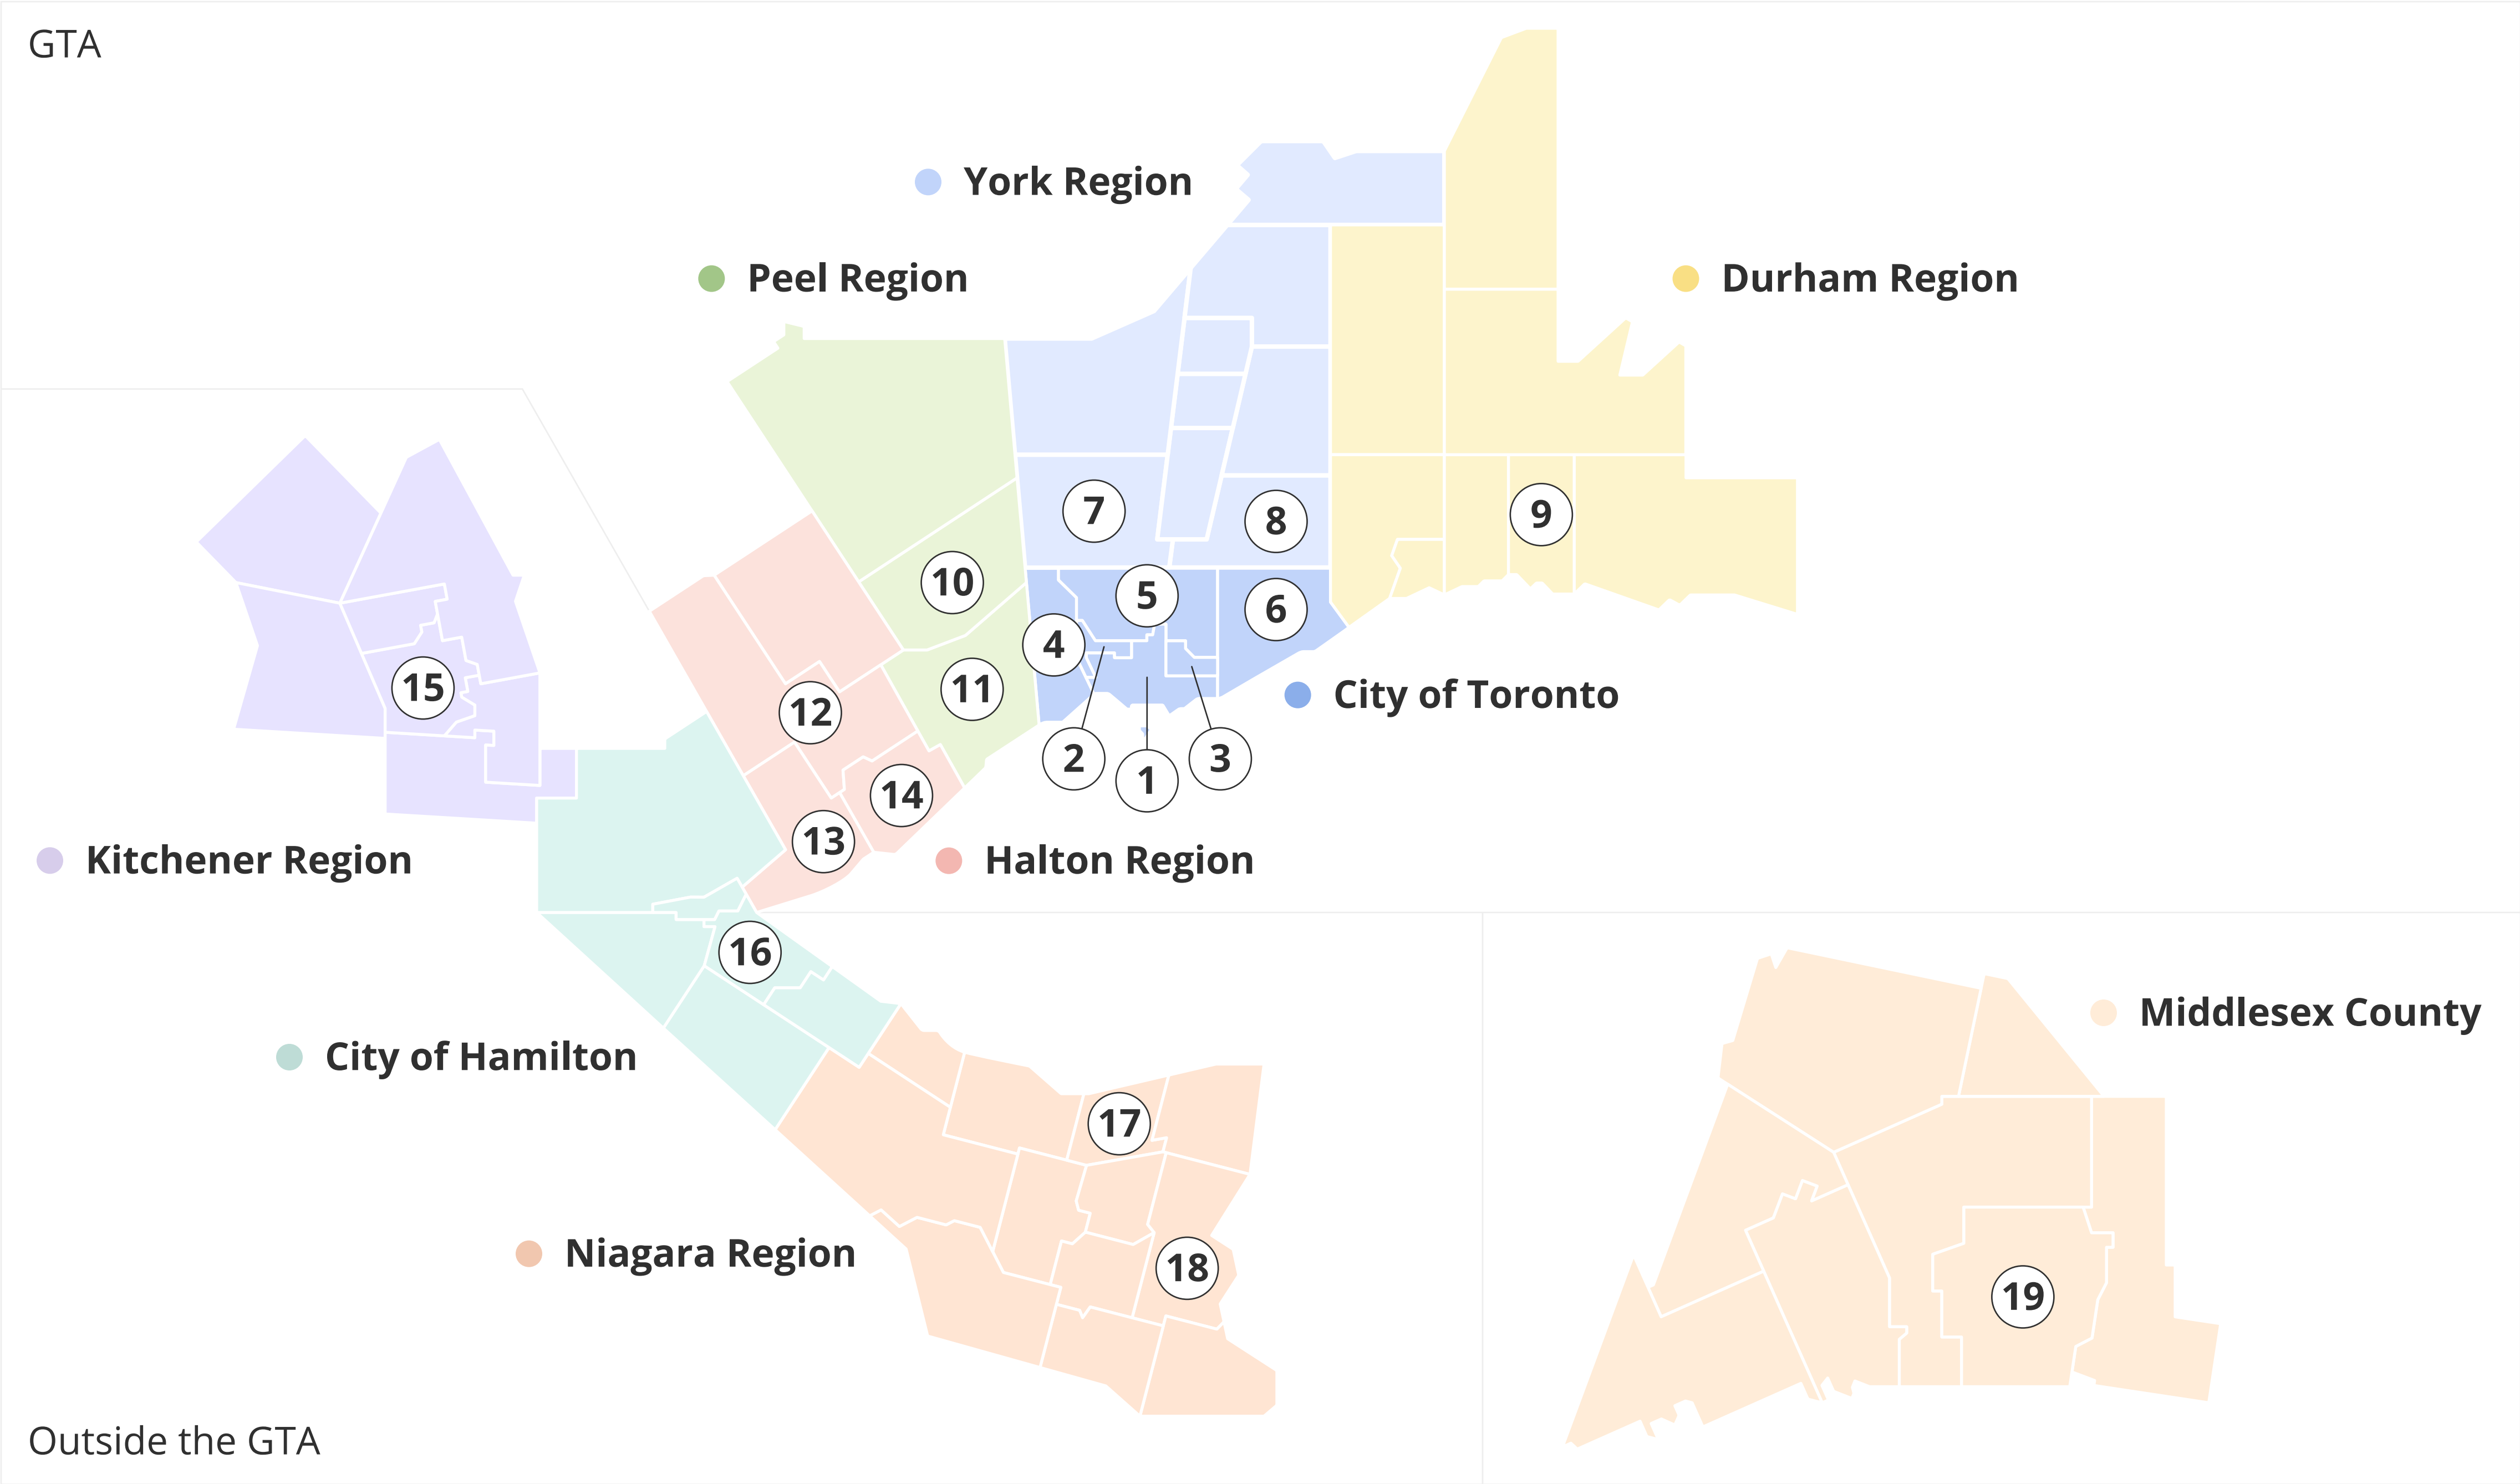 GTA
York Region
Peel Region
Durham Region
7
8
9
10
5
6
4
15
11
City of Toronto
12
2
1
3
14
13
Kitchener Region
Halton Region
16
Middlesex County
City of Hamilton
17
Niagara Region
18
19
Outside the GTA